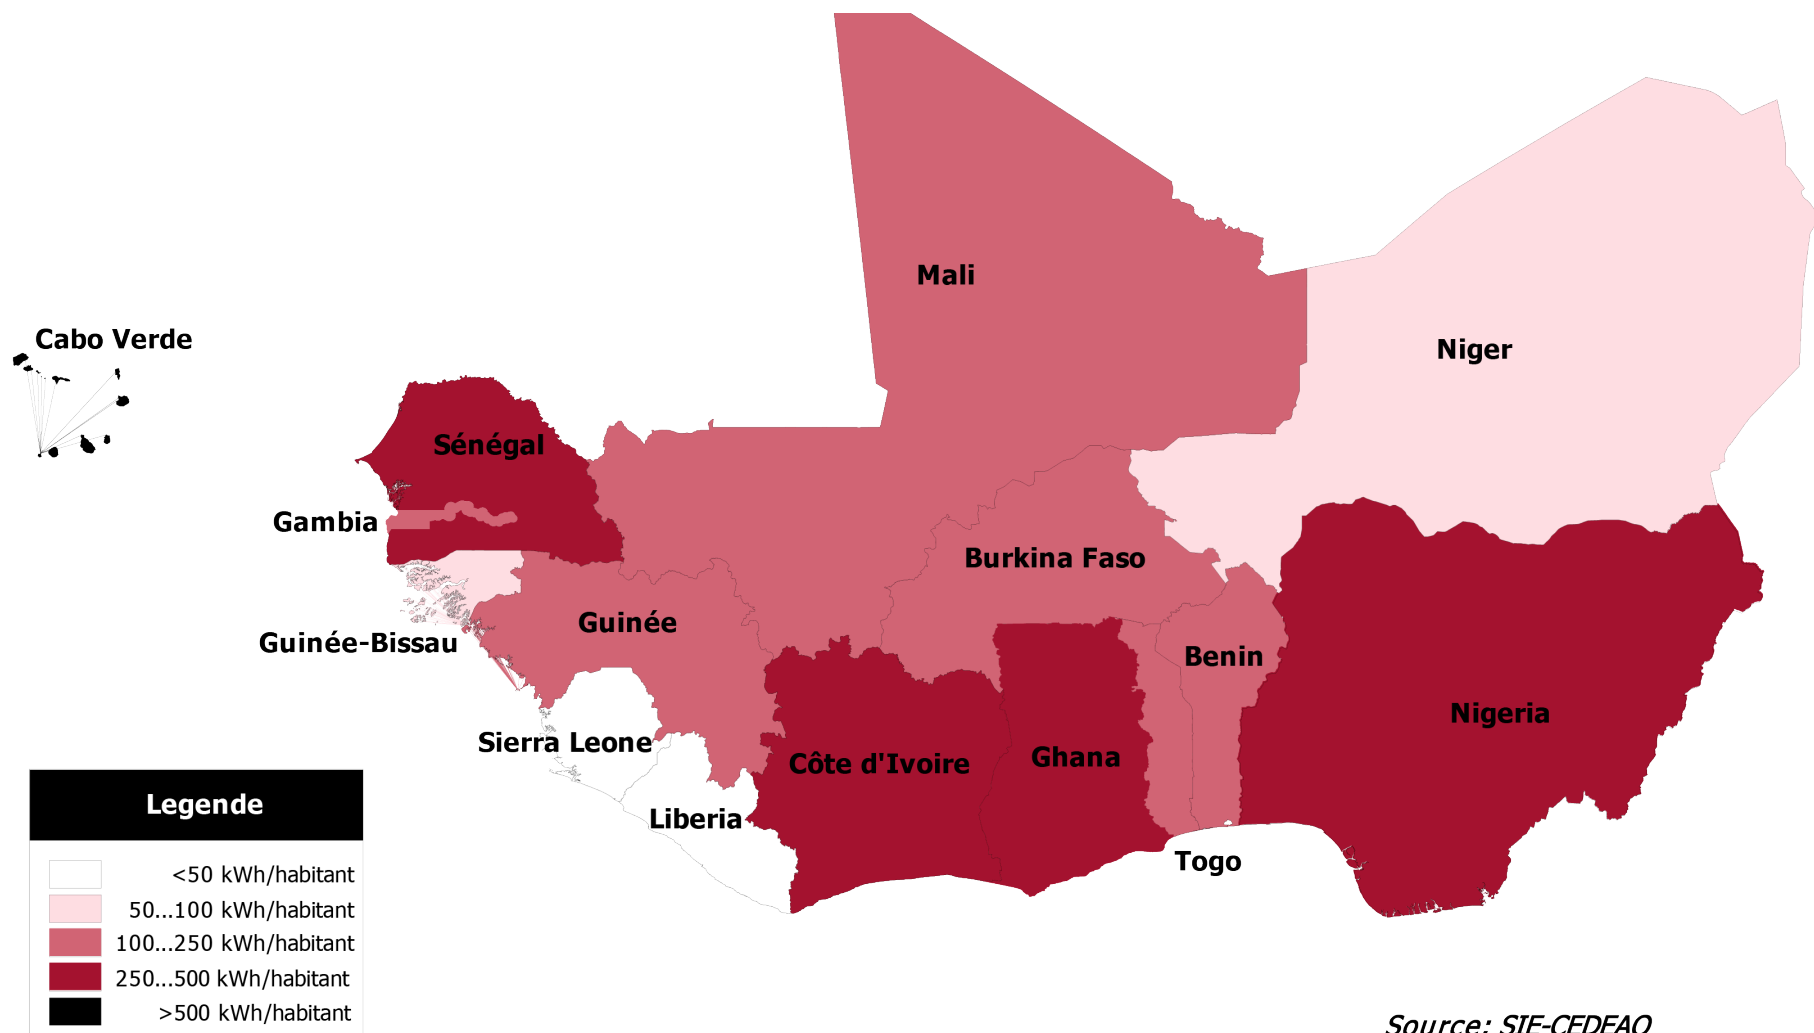 Mali
Cabo Verde
Niger
Sénégal
Gambia
Burkina Faso
Guinée
Guinée-Bissau
Benin
Nigeria
Sierra Leone
Côte d'Ivoire
Ghana
Liberia
Togo
Legende
<50 kWh/habitant
50...100 kWh/habitant
100...250 kWh/habitant
250...500 kWh/habitant
>500 kWh/habitant
Source: SIE-CEDEAO